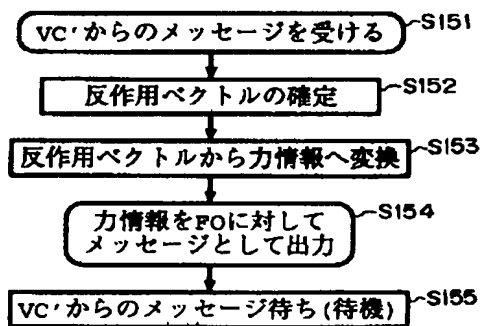 VC'からのメッセージを受ける S151
反作用ベクトルの確定 S152
反作用ベクトルから力情報へ変換 S153
力情報をFOに対して S154
メッセージとして出力
VC'からのメッセージ待ち(待機) S155